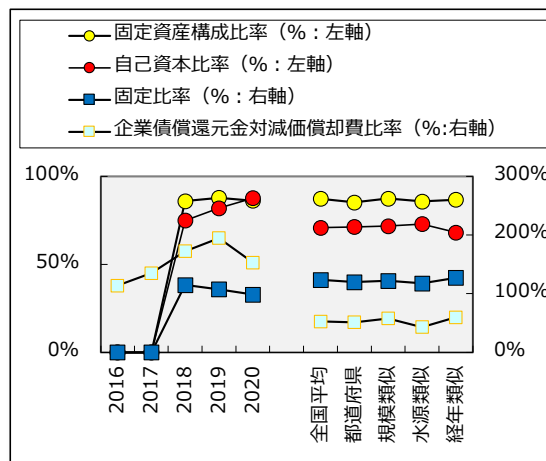 固定資産構成比率（%：左軸）
自己資本比率（%：左軸）
固定比率（%：右軸）
企業債償還元金対減価償却費比率（%:右軸）
100%
50%
0%
300%
200%
100%
0%
2016
2017
2018
2019
2020
全国平均
都道府県
規模類似
水源類似
経年類似